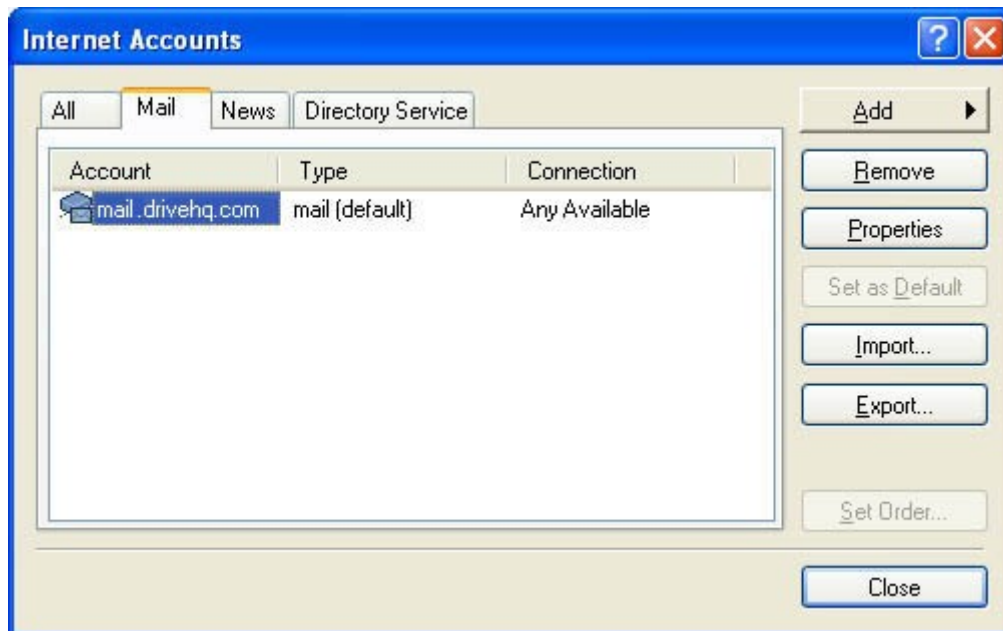 Internet Accounts
All Mail News Directory Service
Account Type Connection
mail.drivehq.com mail (default) Any Available
Add
Remove
Properties
Set as Default
Import...
Export...
Set Order...
Close